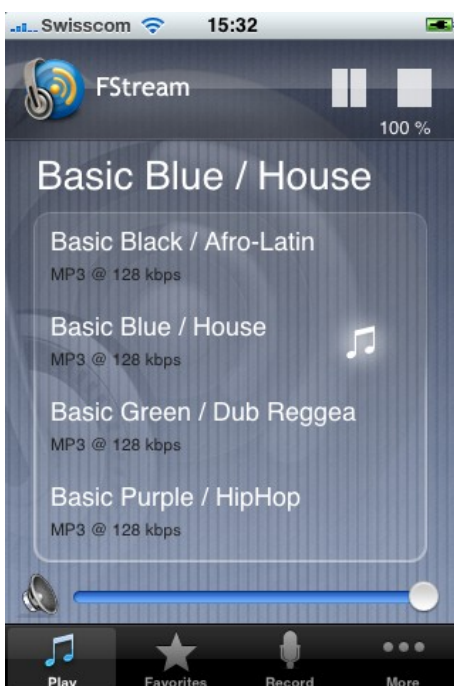 Swisscom 15:32
FStream
100 %
Basic Blue / House
Basic Black / Afro-Latin
MP3 @ 128 kbps
Basic Blue / House
MP3 @ 128 kbps
Basic Green / Dub Reggea
MP3 @ 128 kbps
Basic Purple / HipHop
MP3 @ 128 kbps
Play Favorites Record More